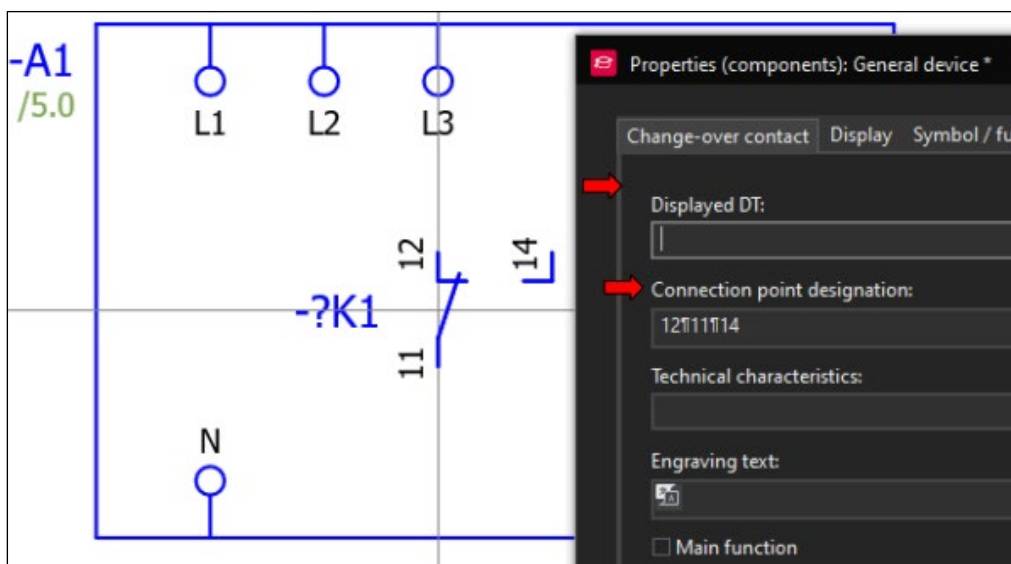 -A1
/5.0
L1
L2
L3
12
14
-?K1
11
N
Properties (components): General device *
Change-over contact Display Symbol / fu
Displayed DT:
Connection point designation:
12¶11¶14
Technical characteristics:
Engraving text:
A
Main function